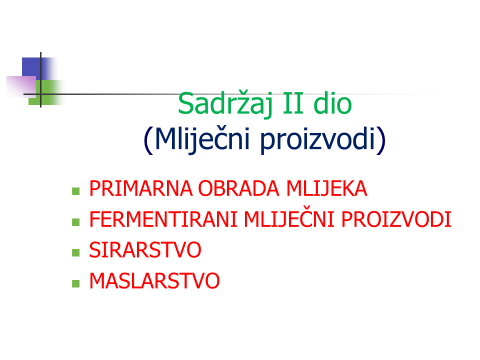 Sadržaj II dio
(Mliječni proizvodi)
PRIMARNA OBRADA MLIJEKA
FERMENTIRANI MLIJEČNI PROIZVODI
SIRARSTVO
MASLARSTVO